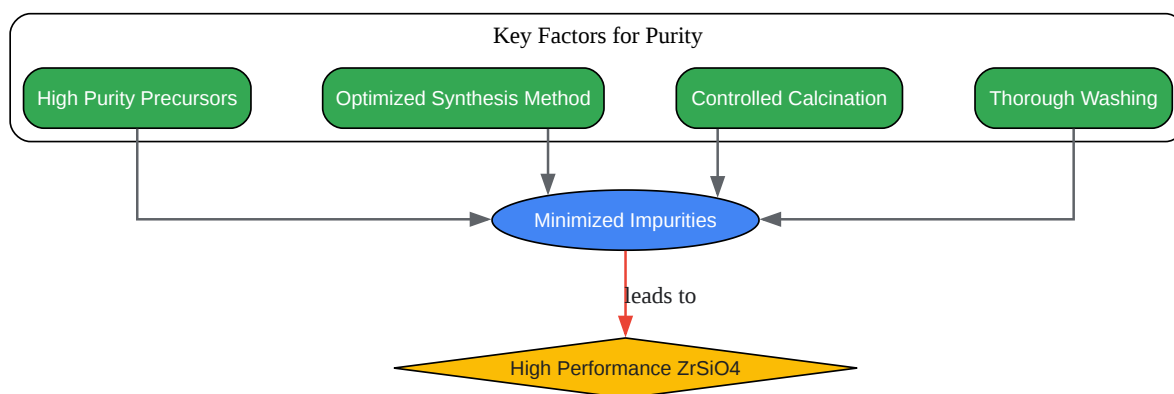 Key Factors for Purity
High Purity Precursors
Optimized Synthesis Method
Controlled Calcination
Thorough Washing
Minimized Impurities
leads to
High Performance ZrSiO4